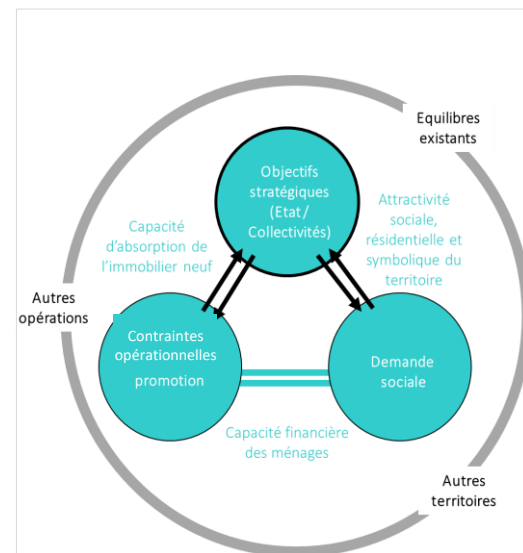 Equilibres
existants
Objectifs
stratégiques
(Etat/
Collectivités)
Capacité
d'absorption de
l'immobilier neuf
Attractivité
sociale,
résidentielle et
symbolique du
territoire
Autres
opérations
Contraintes
opérationnelles
promotion
Demande
sociale
Capacité financière
des ménages
Autres
territoires